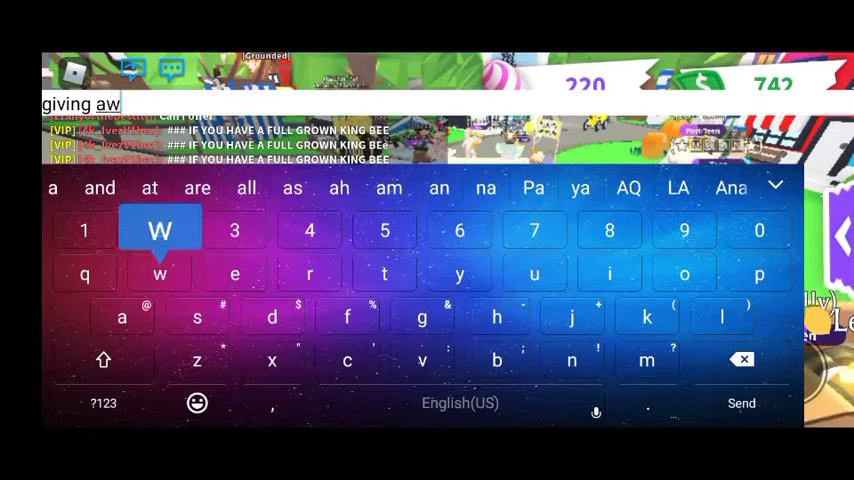 [Grounded]
220
742
giving aw
[VIP] ### IF YOU HAVE A FULL GROWN KING BEE
[VIP] ### IF YOU HAVE A FULL GROWN KING BEe
[VIP] ### IF YOU HAVE A FULL GROWN KING BEE
Post-Teen
a and at are all as ah am an na Pa ya AQ LA Ana
1 W 3 4 5 6 7 8 9 0
q w e r t y u i o p
@ # $ % & - + ( )
a s d f g h j k l
* " ' : ; ! ?
z x c v b n m
?123 , English(US) . Send